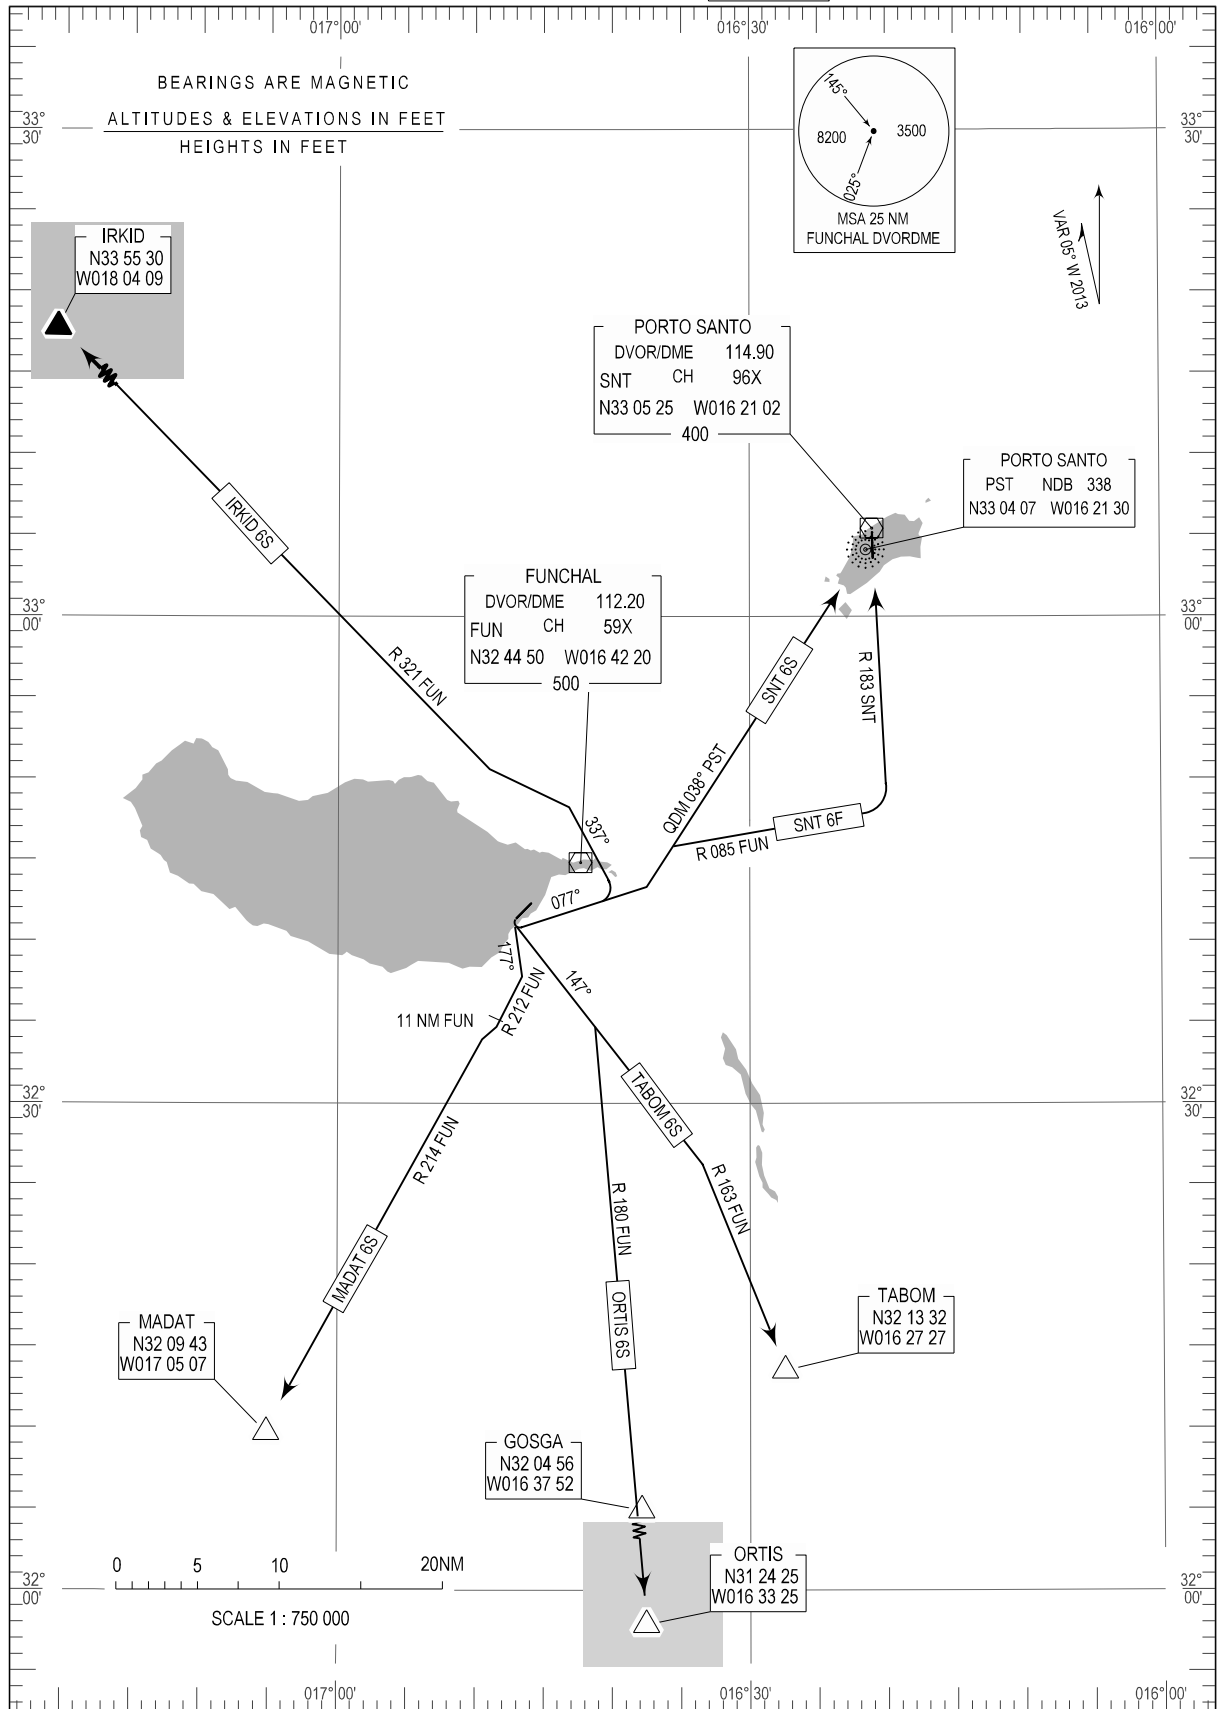 017° 00'
016° 30'
016° 00'
BEARINGS ARE MAGNETIC
ALTITUDES & ELEVATIONS IN FEET
HEIGHTS IN FEET
33°
30'
33°
30'
145°
8200
3500
025°
MSA 25 NM
FUNCHAL DVORDME
VAR 05° W 2013
IRKID
N33 55 30
W018 04 09
PORTO SANTO
DVOR/DME 114.90
SNT CH 96X
N33 05 25 W016 21 02
400
PORTO SANTO
PST NDB 338
N33 04 07 W016 21 30
IRKID 6S
FUNCHAL
DVOR/DME 112.20
FUN CH 59X
N32 44 50 W016 42 20
500
33°
00'
33°
00'
R 321 FUN
SNT 6S
R 183 SNT
QDM 038° PST
337°
SNT 6F
R 085 FUN
077°
177°
147°
R 212 FUN
11 NM FUN
32°
30'
32°
30'
TABOM 6S
R 214 FUN
R 163 FUN
R 180 FUN
MADAT 6S
ORTIS 6S
MADAT
N32 09 43
W017 05 07
TABOM
N32 13 32
W016 27 27
GOSGA
N32 04 56
W016 37 52
ORTIS
N31 24 25
W016 33 25
0 5 10 20NM
SCALE 1 : 750 000
32°
00'
32°
00'
017° 00'
016° 30'
016° 00'